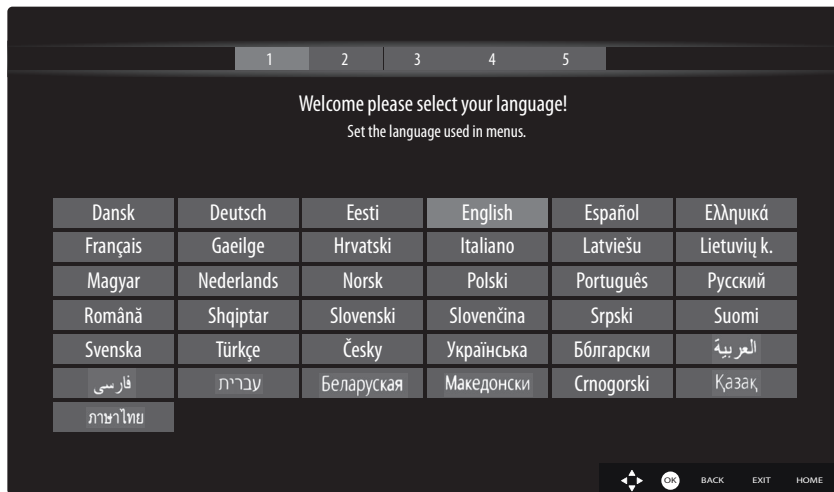 1 2 3 4 5
Welcome please select your language!
Set the language used in menus.
Dansk Deutsch Eesti English Español Ελληυικά
Français Gaeilge Hrvatski Italiano Latviešu Lietuvių k.
Magyar Nederlands Norsk Polski Português Русский
Română Shqiptar Slovenski Slovenčina Srpski Suomi
Svenska Türkçe Česky Українська Бблгарски العربية
فارسی עברית Беларуская Македонски Crnogorski Қазақ
ภาษาไทย
OK BACK EXIT HOME